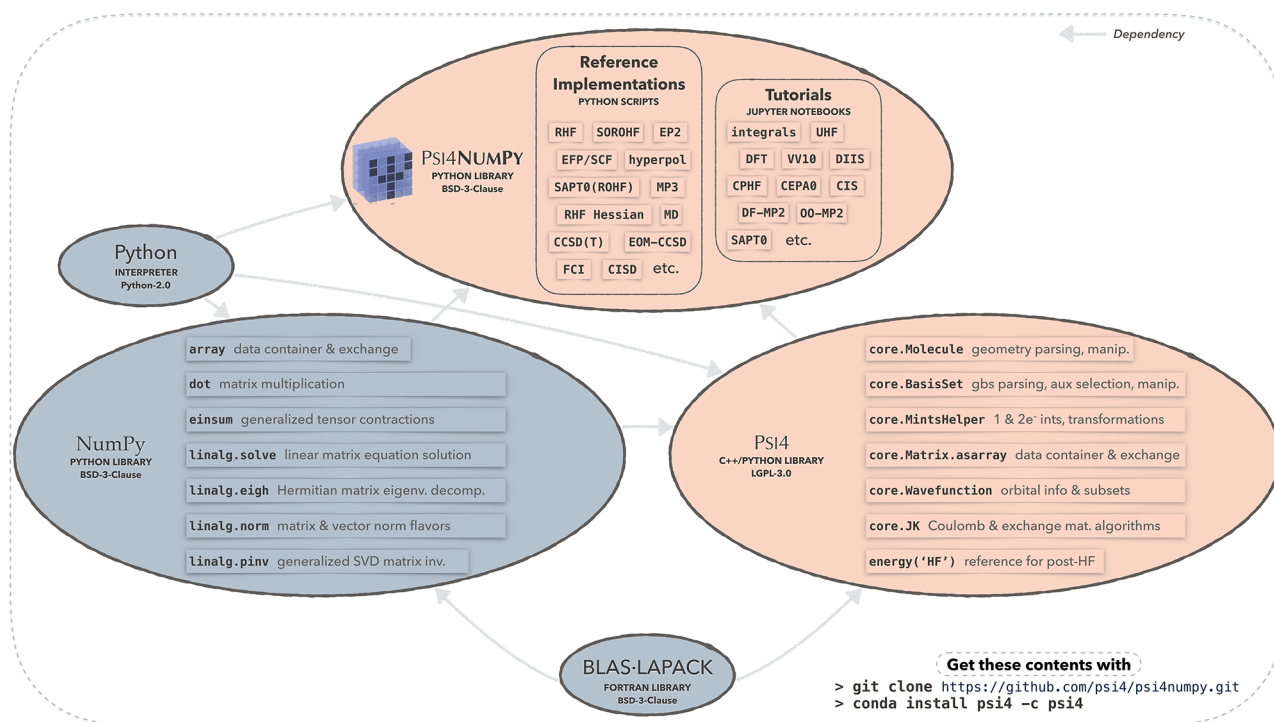 Dependency
Reference
Implementations
PYTHON SCRIPTS
RHF SOROHF EP2
EFP/SCF hyperpol
SAPT0(ROHF) MP3
RHF Hessian MD
CCSD(T) EOM-CCSD
FCI CISD etc.
Tutorials
JUPYTER NOTEBOOKS
integrals UHF
DFT VV10 DIIS
CPHF CEPA0 CIS
DF-MP2 OO-MP2
SAPT0 etc.
PSI4NUMPY
PYTHON LIBRARY
BSD-3-Clause
Python
INTERPRETER
Python-2.0
NumPy
PYTHON LIBRARY
BSD-3-Clause
array data container & exchange
dot matrix multiplication
einsum generalized tensor contractions
linalg.solve linear matrix equation solution
linalg.eigh Hermitian matrix eigenv. decomp.
linalg.norm matrix & vector norm flavors
linalg.pinv generalized SVD matrix inv.
PSI4
C++/PYTHON LIBRARY
LGPL-3.0
core.Molecule geometry parsing, manip.
core.BasisSet gbs parsing, aux selection, manip.
core.MintsHelper 1 & 2e⁻ ints, transformations
core.Matrix.asarray data container & exchange
core.Wavefunction orbital info & subsets
core.JK Coulomb & exchange mat. algorithms
energy(‘HF’) reference for post-HF
BLAS·LAPACK
FORTRAN LIBRARY
BSD-3-Clause
Get these contents with
> git clone https://github.com/psi4/psi4numpy.git
> conda install psi4 -c psi4